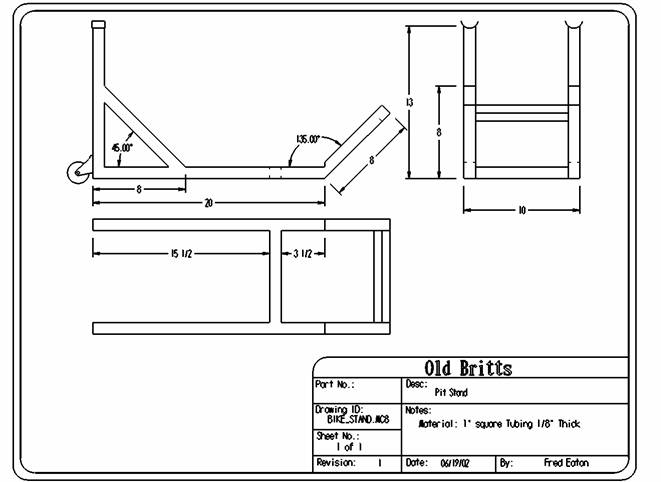 13
45.00°
135.00°
8
8
8
20
10
15 1/2
3 1/2
Old Britts
Part No.:
Desc:
Pit Stand
Drawing ID:
BIKE_STAND.MC8
Notes:
Material: 1" square Tubing 1/8" Thick
Sheet No.:
1 of 1
Revision: 1
Date: 06/19/02
By: Fred Eaton